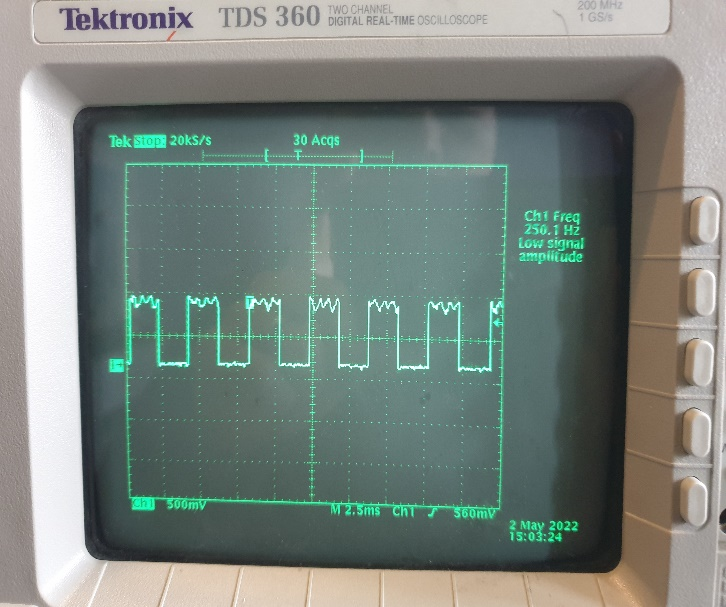 Tektronix TDS 360 TWO CHANNEL DIGITAL REAL-TIME OSCILLOSCOPE
200 MHz
1 GS/s
Tek Stop: 20kS/s 30 Acqs
Ch1 Freq
250.1 Hz
Low signal
amplitude
T
1→
Ch1 500mV M 2.5ms Ch1 560mV
2 May 2022
15:03:24